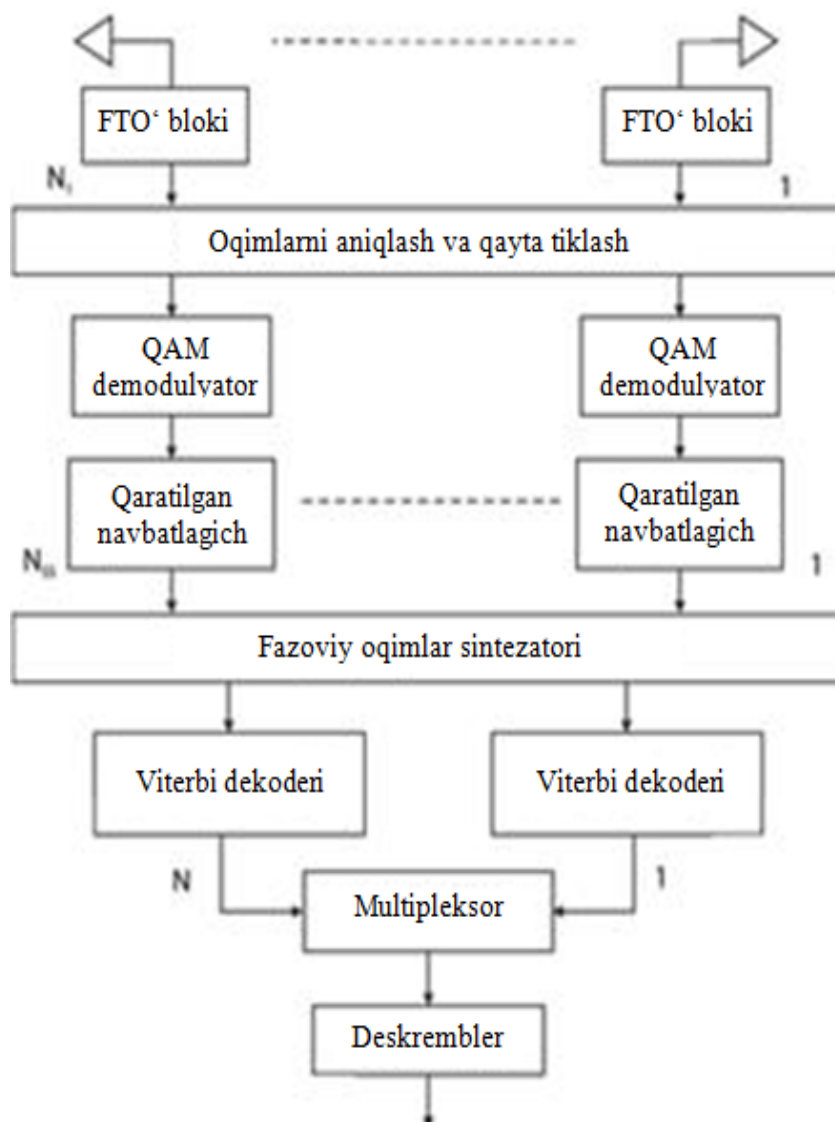 FTO‘ bloki
FTO‘ bloki
N
1
Oqimlarni aniqlash va qayta tiklash
QAM
demodulyator
QAM
demodulyator
Qaratilgan
navbatlagich
Qaratilgan
navbatlagich
N
1
Fazoviy oqimlar sintezatori
Viterbi dekoderi
Viterbi dekoderi
N
1
Multipleksor
Deskrembler